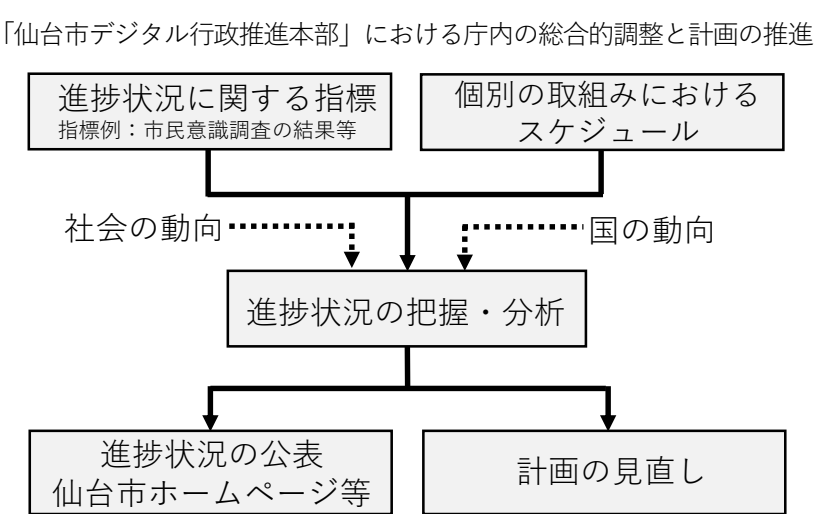 「仙台市デジタル行政推進本部」における庁内の総合的調整と計画の推進
進捗状況に関する指標
指標例：市民意識調査の結果等
個別の取組みにおける
スケジュール
社会の動向
国の動向
進捗状況の把握・分析
進捗状況の公表
仙台市ホームページ等
計画の見直し